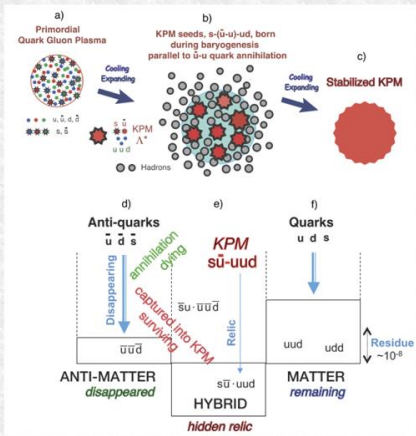 a)
Primordial
Quark Gluon Plasma
b)
KPM seeds, s-(ū-u)-ud, born
during baryogenesis
parallel to ū-u quark annihilation
c)
Cooling
Expanding
Cooling
Expanding
Stabilized KPM
u, ū, d, d̄
s, s̄
s ū
u u d
KPM
Λ*
Hadrons
d)
Anti-quarks
ū d̄ s̄
e)
KPM
sū-uud
f)
Quarks
u d s
Disappearing
annihilation
dying
captured into KPM
surviving
s̄u · ūūd̄
Relic
uud
udd
Residue
~10⁻⁸
ūūd̄
sū · uud
ANTI-MATTER
disappeared
HYBRID
hidden relic
MATTER
remaining